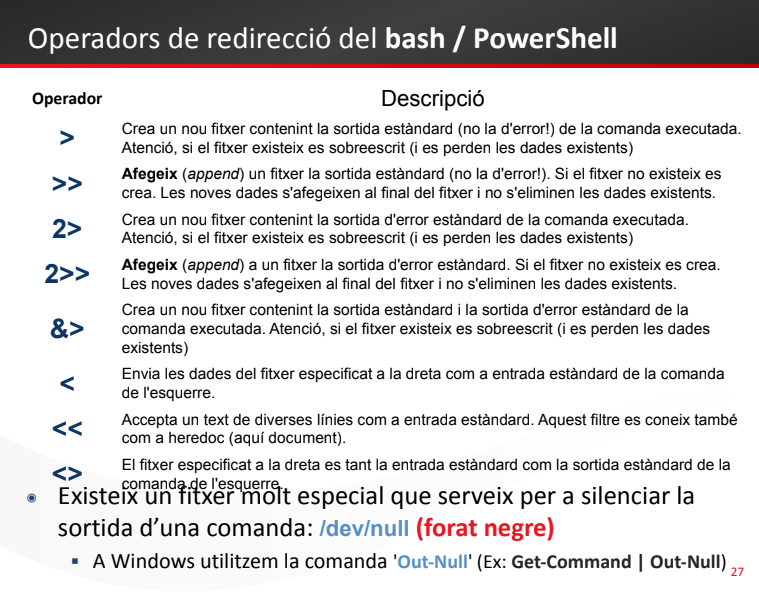 Operadors de redirecció del bash / PowerShell
Operador Descripció
> Crea un nou fitxer contenint la sortida estàndard (no la d'error!) de la comanda executada.
Atenció, si el fitxer existeix es sobreescrit (i es perden les dades existents)
>> Afegeix (append) un fitxer la sortida estàndard (no la d'error!). Si el fitxer no existeix es
crea. Les noves dades s'afegeixen al final del fitxer i no s'eliminen les dades existents.
2> Crea un nou fitxer contenint la sortida d'error estàndard de la comanda executada.
Atenció, si el fitxer existeix es sobreescrit (i es perden les dades existents)
2>> Afegeix (append) a un fitxer la sortida d'error estàndard. Si el fitxer no existeix es crea.
Les noves dades s'afegeixen al final del fitxer i no s'eliminen les dades existents.
&> Crea un nou fitxer contenint la sortida estàndard i la sortida d'error estàndard de la
comanda executada. Atenció, si el fitxer existeix es sobreescrit (i es perden les dades
existents)
< Envia les dades del fitxer especificat a la dreta com a entrada estàndard de la comanda
de l'esquerre.
<< Accepta un text de diverses línies com a entrada estàndard. Aquest filtre es coneix també
com a heredoc (aquí document).
<> El fitxer especificat a la dreta es tant la entrada estàndard com la sortida estàndard de la
comanda de l'esquerre.
Existeix un fitxer molt especial que serveix per a silenciar la
sortida d’una comanda: /dev/null (forat negre)
A Windows utilitzem la comanda 'Out-Null' (Ex: Get-Command | Out-Null)
27